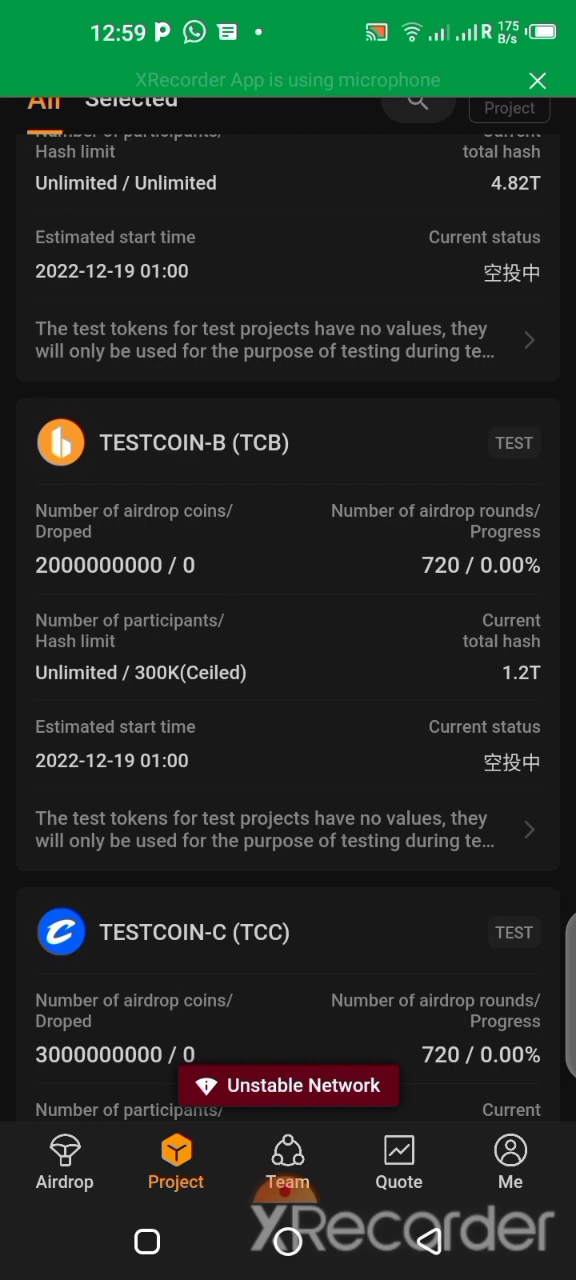 12:59
R 175 B/s
XRecorder App is using microphone
All Selected
Project
Number of participants/ Current
Hash limit total hash
Unlimited / Unlimited 4.82T
Estimated start time Current status
2022-12-19 01:00 空投中
The test tokens for test projects have no values, they
will only be used for the purpose of testing during te...
TESTCOIN-B (TCB) TEST
Number of airdrop coins/ Number of airdrop rounds/
Droped Progress
2000000000 / 0 720 / 0.00%
Number of participants/ Current
Hash limit total hash
Unlimited / 300K(Ceiled) 1.2T
Estimated start time Current status
2022-12-19 01:00 空投中
The test tokens for test projects have no values, they
will only be used for the purpose of testing during te...
TESTCOIN-C (TCC) TEST
Number of airdrop coins/ Number of airdrop rounds/
Droped Progress
3000000000 / 0 720 / 0.00%
Unstable Network
Number of participants/ Current
Airdrop Project Team Quote Me
XRecorder